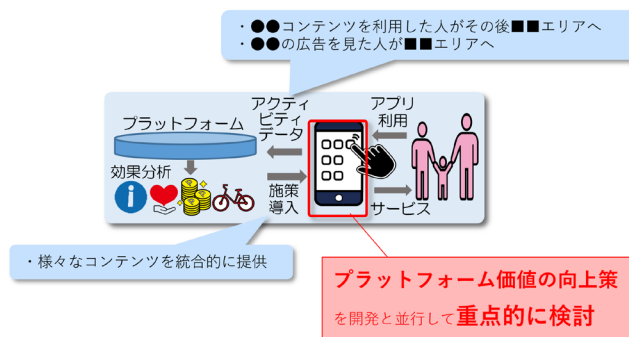 ・●●コンテンツを利用した人がその後■■エリアへ
・●●の広告を見た人が■■エリアへ
アクティ
ビティ
データ
アプリ
利用
プラットフォーム
効果分析
施策
導入
サービス
・様々なコンテンツを統合的に提供
プラットフォーム価値の向上策
を開発と並行して重点的に検討